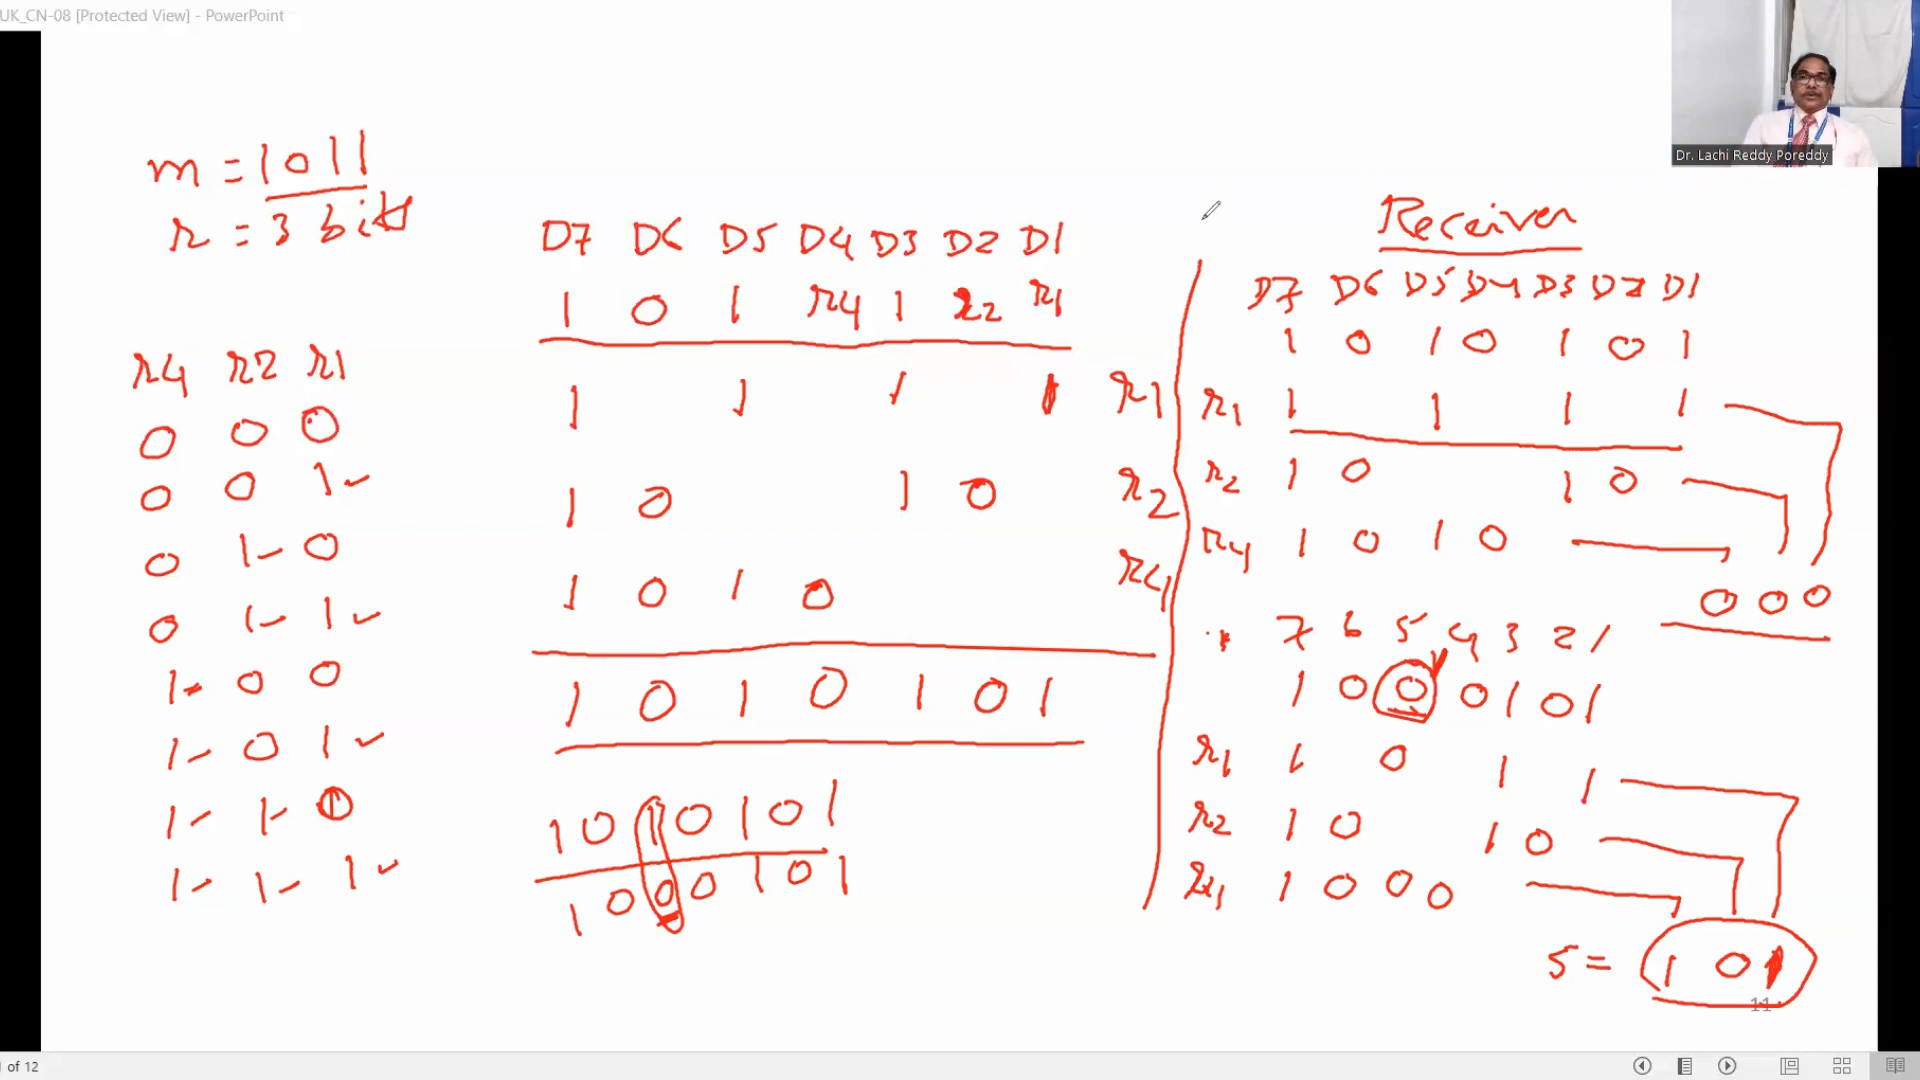 UK_CN-08 [Protected View] - PowerPoint
Dr. Lachi Reddy Poreddy
m = 1011
r = 3 bits
r4 r2 r1
0 0 0
0 0 1
0 1 0
0 1 1
1 0 0
1 0 1
1 1 0
1 1 1
D7 D6 D5 D4 D3 D2 D1
1 0 1 r4 1 r2 r1
1 1 1 1 r1
1 0 1 0 r2
1 0 1 0 r4
1 0 1 0 1 0 1
1 0 1 0 1 0 1
1 0 0 0 1 0 1
Receiver
D7 D6 D5 D4 D3 D2 D1
1 0 1 0 1 0 1
r1 1 1 1 1
r2 1 0 1 0
r4 1 0 1 0
0 0 0
7 6 5 4 3 2 1
1 0 0 0 1 0 1
r1 1 0 1 1
r2 1 0 1 0
r4 1 0 0 0
5 = 1 0 1
11
1 of 12